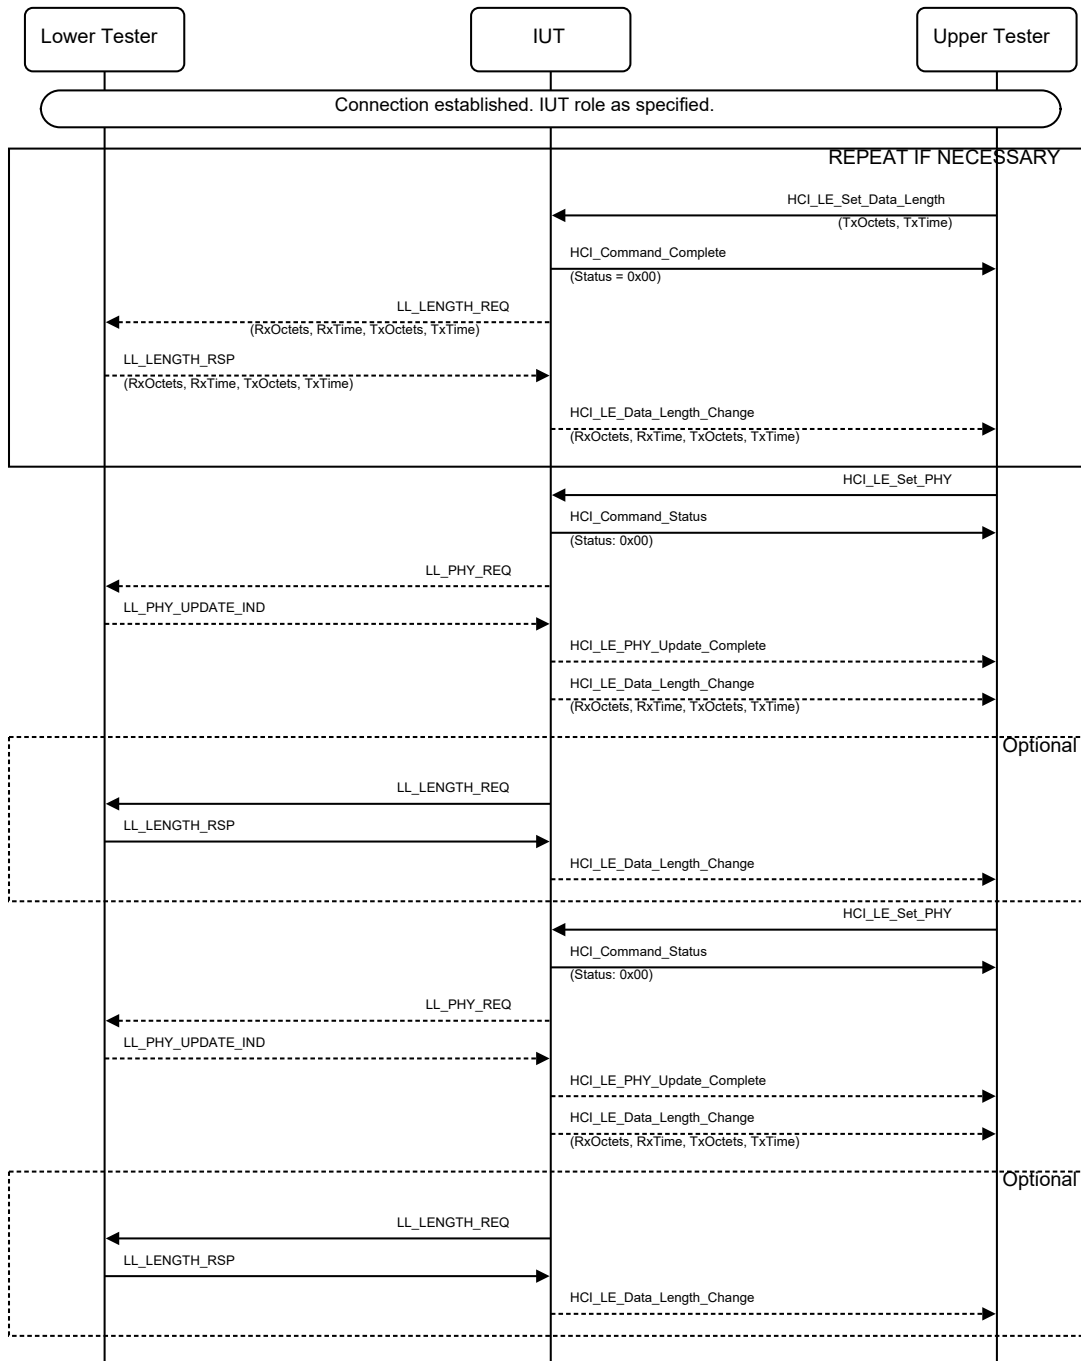 Lower Tester
IUT
Upper Tester
Connection established. IUT role as specified.
REPEAT IF NECESSARY
HCI_LE_Set_Data_Length
(TxOctets, TxTime)
HCI_Command_Complete
(Status = 0x00)
LL_LENGTH_REQ
(RxOctets, RxTime, TxOctets, TxTime)
LL_LENGTH_RSP
(RxOctets, RxTime, TxOctets, TxTime)
HCI_LE_Data_Length_Change
(RxOctets, RxTime, TxOctets, TxTime)
HCI_LE_Set_PHY
HCI_Command_Status
(Status: 0x00)
LL_PHY_REQ
LL_PHY_UPDATE_IND
HCI_LE_PHY_Update_Complete
HCI_LE_Data_Length_Change
(RxOctets, RxTime, TxOctets, TxTime)
Optional
LL_LENGTH_REQ
LL_LENGTH_RSP
HCI_LE_Data_Length_Change
HCI_LE_Set_PHY
HCI_Command_Status
(Status: 0x00)
LL_PHY_REQ
LL_PHY_UPDATE_IND
HCI_LE_PHY_Update_Complete
HCI_LE_Data_Length_Change
(RxOctets, RxTime, TxOctets, TxTime)
Optional
LL_LENGTH_REQ
LL_LENGTH_RSP
HCI_LE_Data_Length_Change